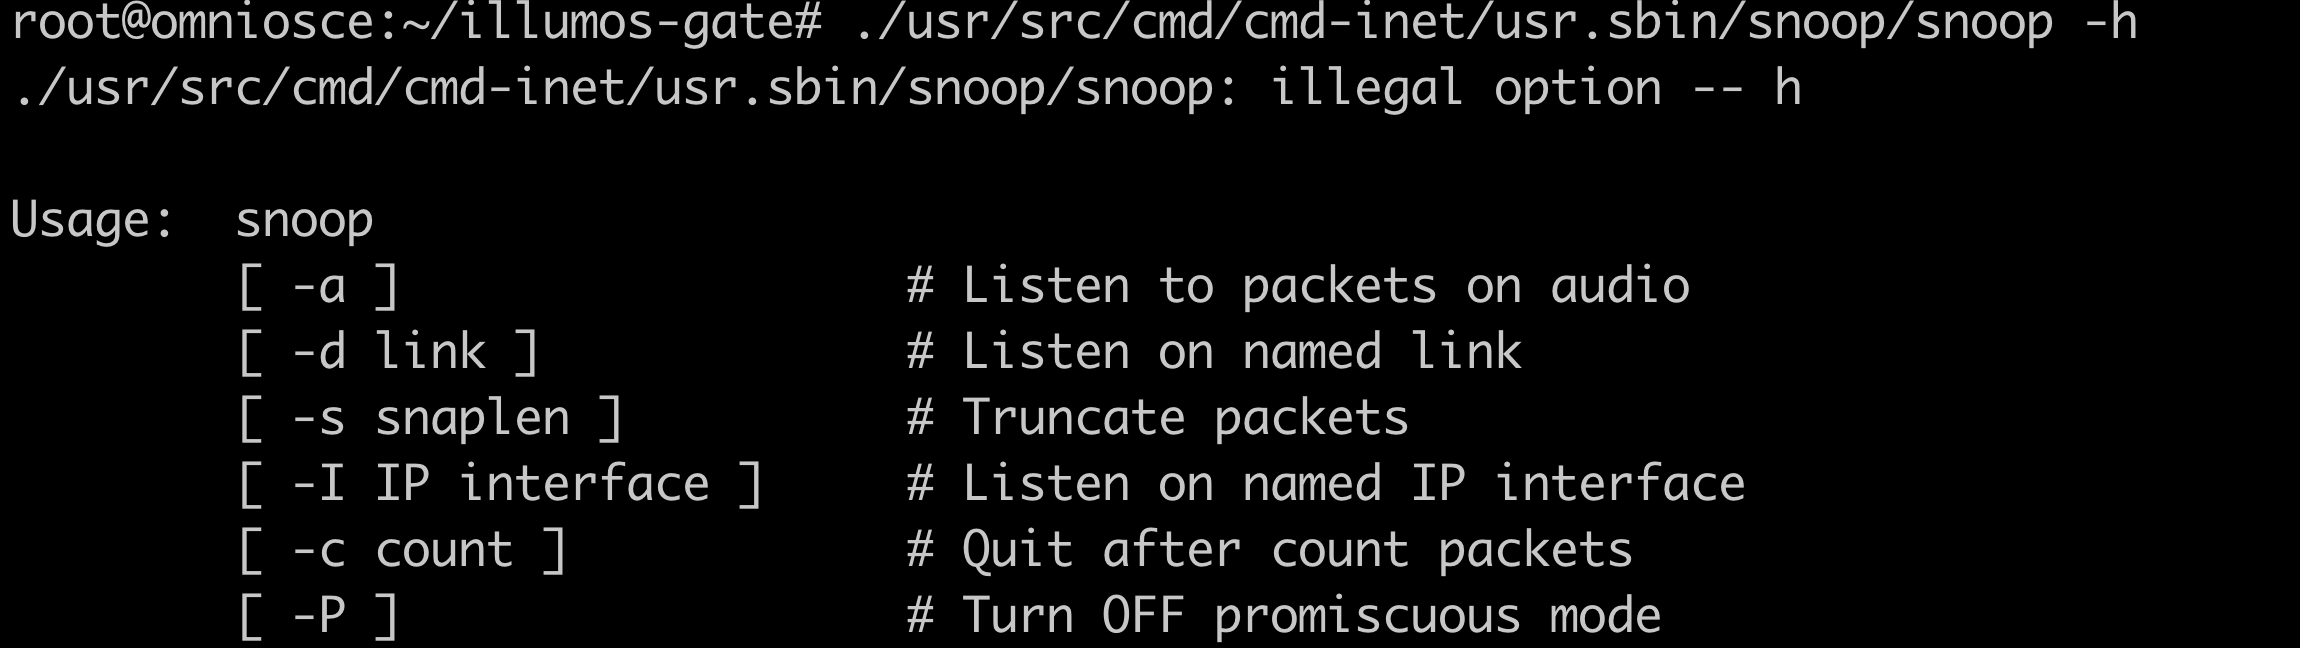 root@omniosce:~/illumos-gate# ./usr/src/cmd/cmd-inet/usr.sbin/snoop/snoop -h
./usr/src/cmd/cmd-inet/usr.sbin/snoop/snoop: illegal option -- h
Usage:  snoop
        [ -a ]                  # Listen to packets on audio
        [ -d link ]             # Listen on named link
        [ -s snaplen ]          # Truncate packets
        [ -I IP interface ]     # Listen on named IP interface
        [ -c count ]            # Quit after count packets
        [ -P ]                  # Turn OFF promiscuous mode